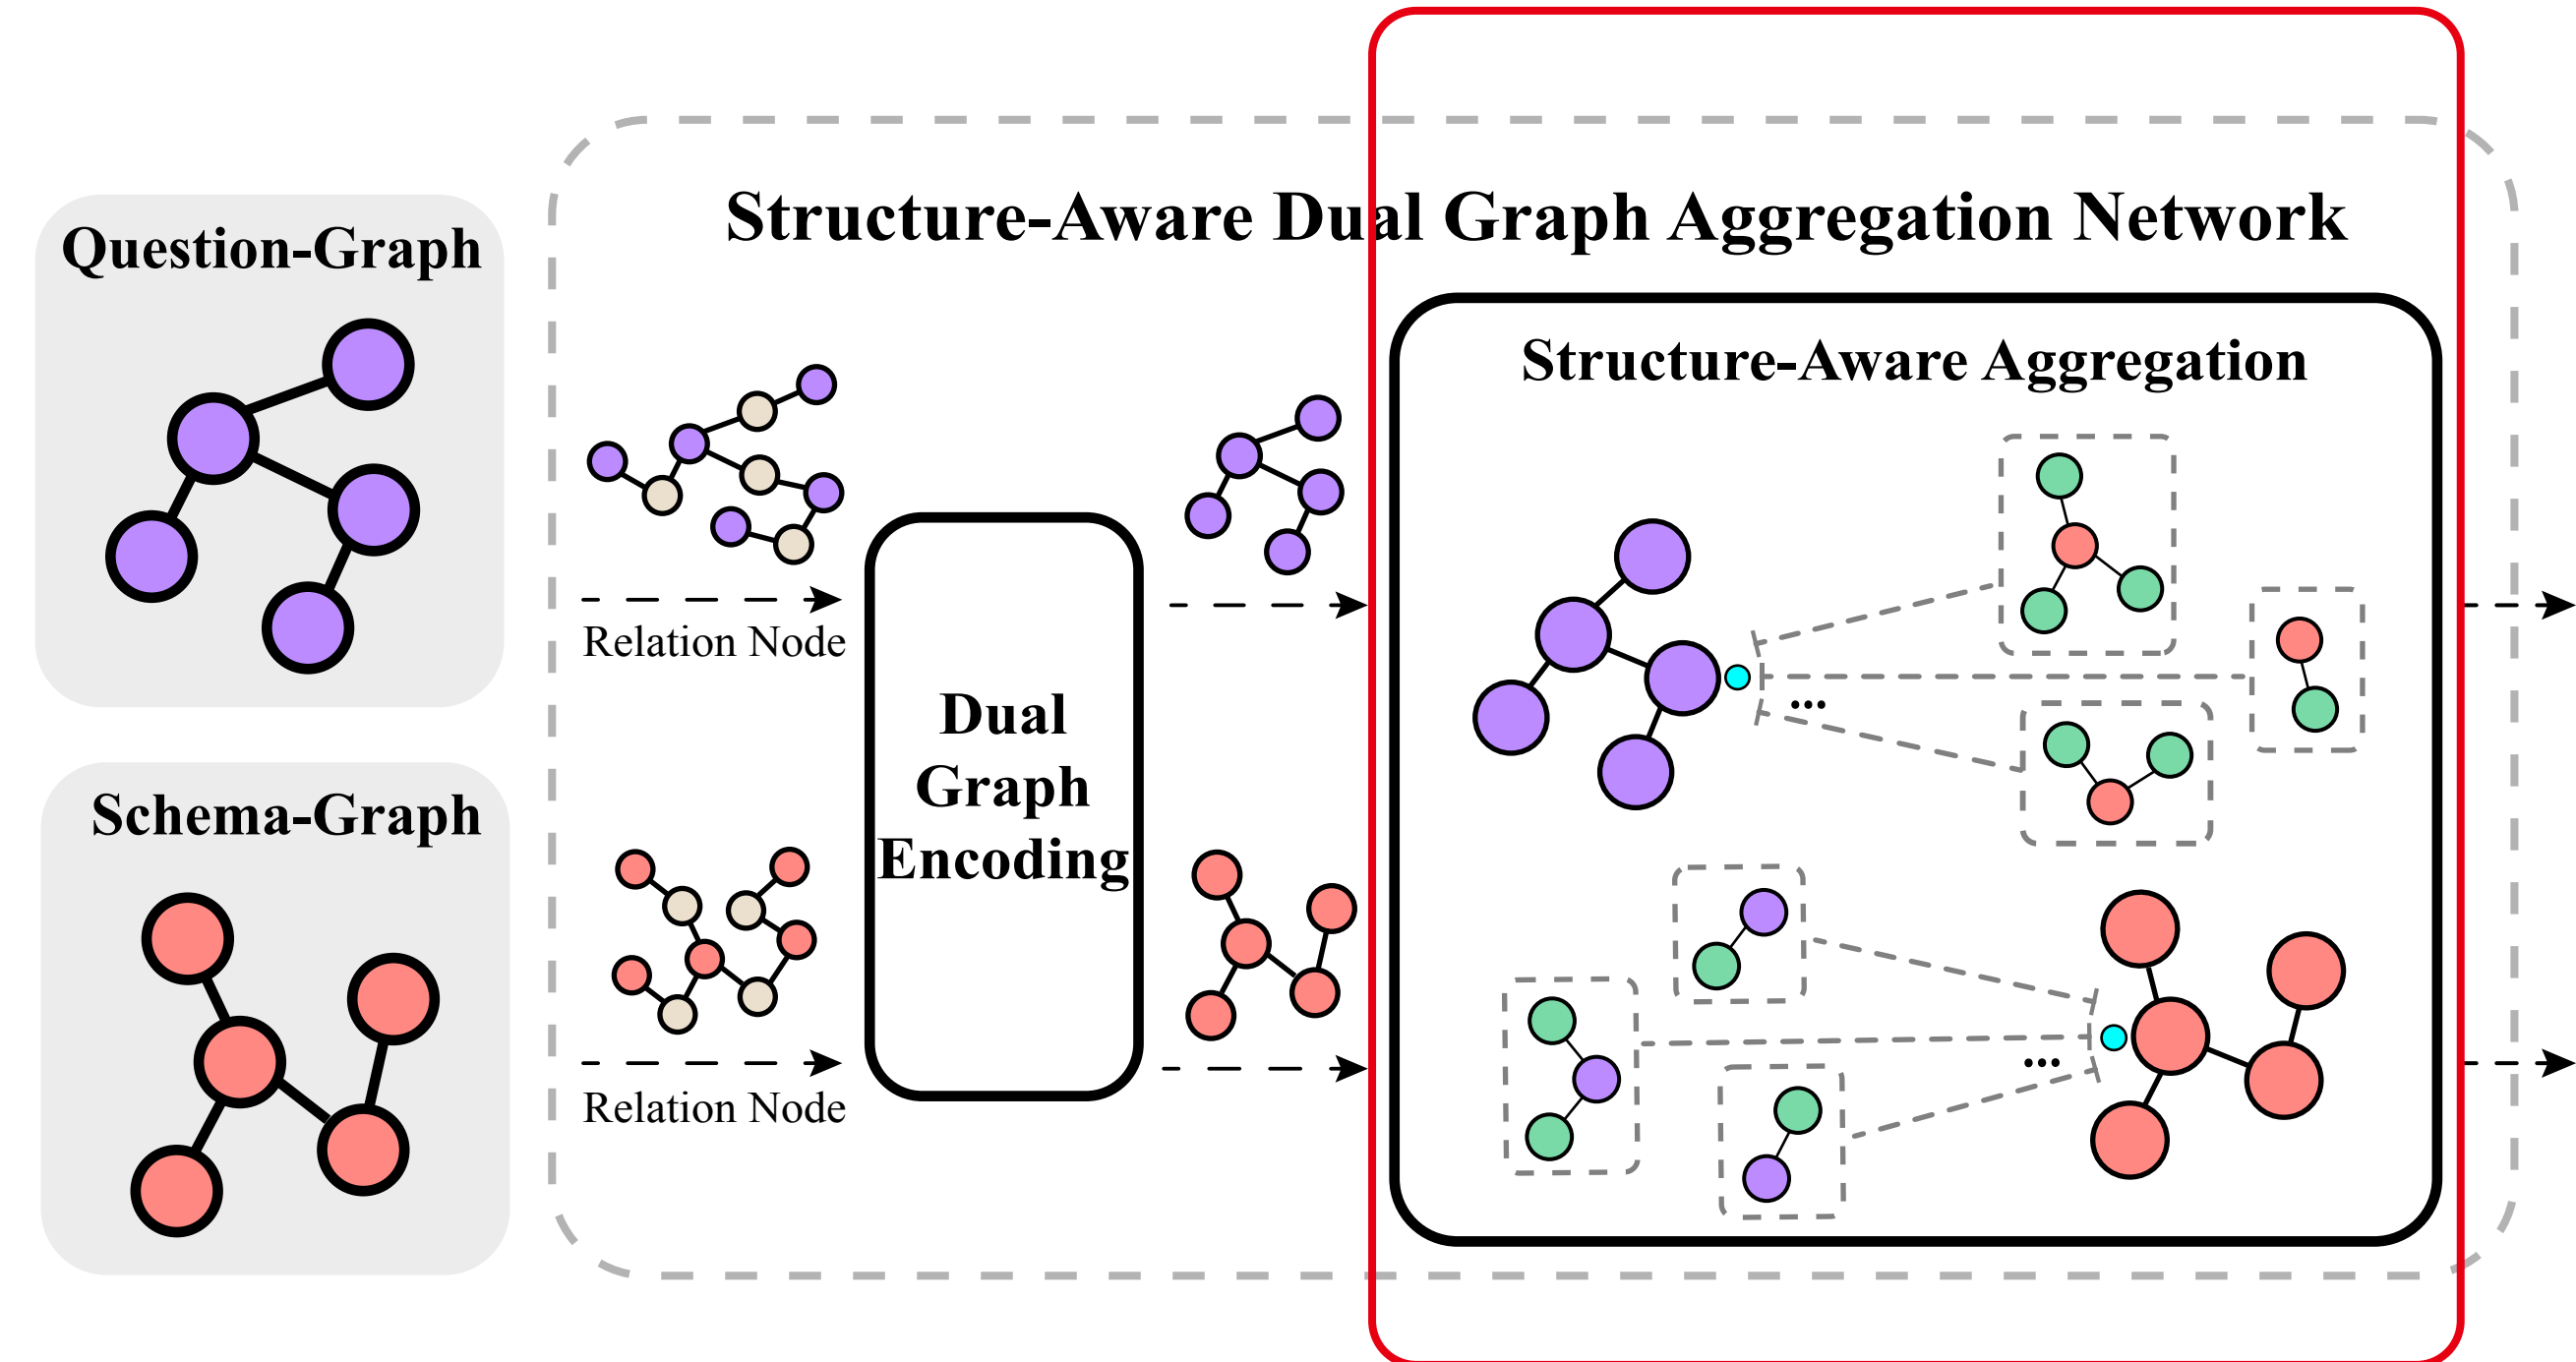 Structure-Aware Dual Graph Aggregation Network
Question-Graph
Schema-Graph
Relation Node
Relation Node
Dual
Graph
Encoding
Structure-Aware Aggregation
...
...